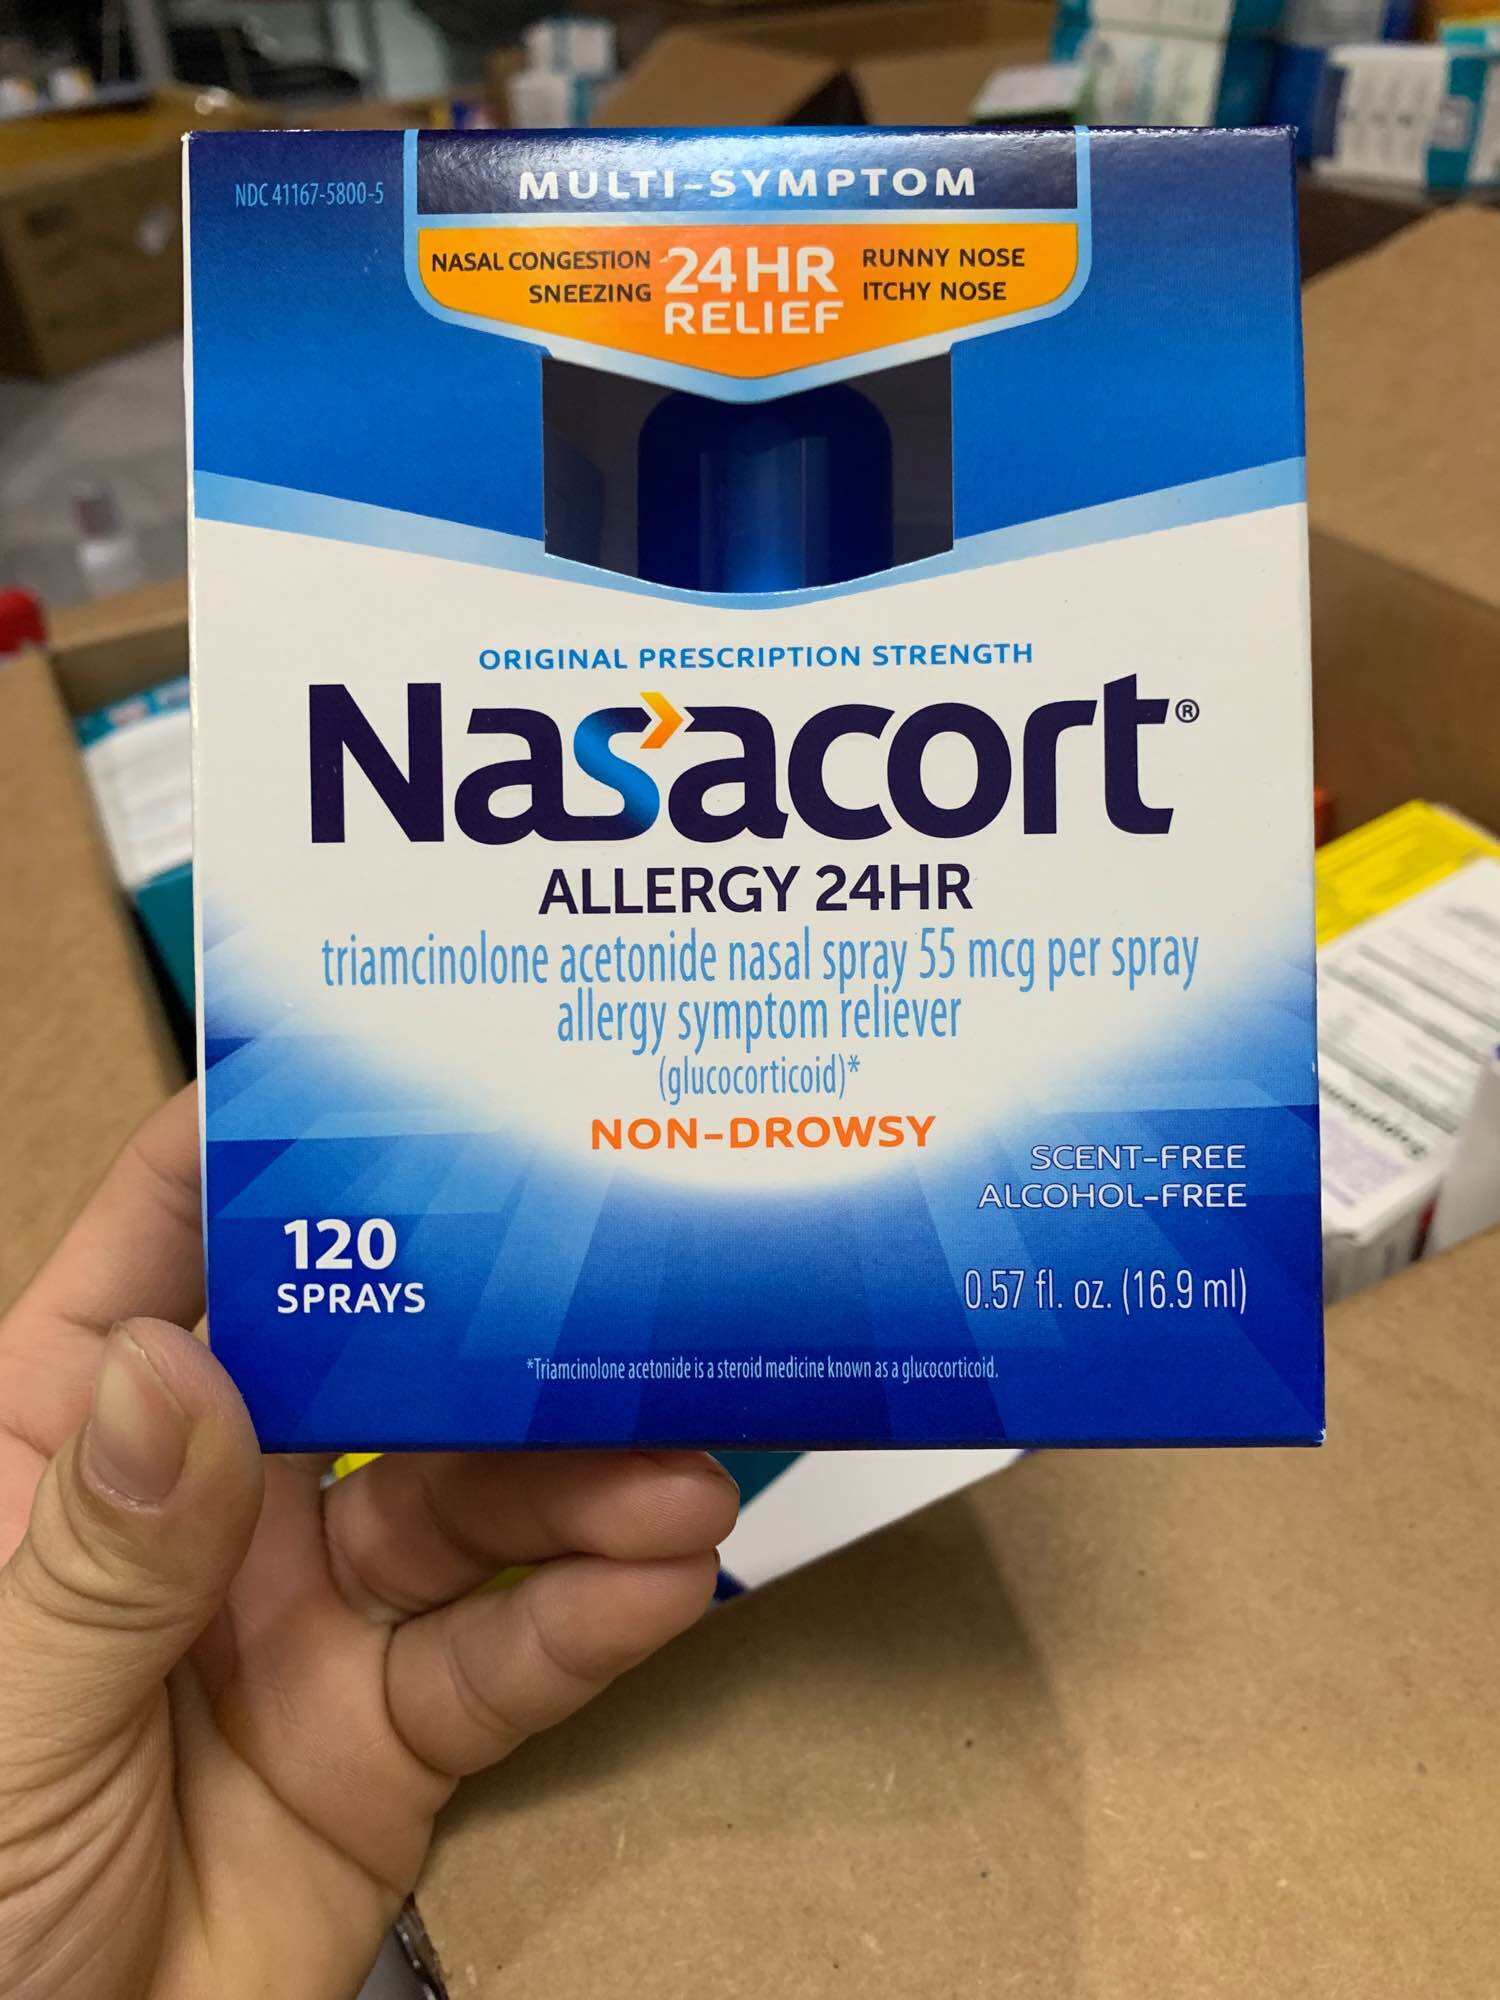 NDC 41167-5800-5
MULTI-SYMPTOM
NASAL CONGESTION
SNEEZING
24 HR
RELIEF
RUNNY NOSE
ITCHY NOSE
ORIGINAL PRESCRIPTION STRENGTH
Nasacort®
ALLERGY 24HR
triamcinolone acetonide nasal spray 55 mcg per spray
allergy symptom reliever
(glucocorticoid)*
NON-DROWSY
SCENT-FREE
ALCOHOL-FREE
120
SPRAYS
0.57 fl. oz. (16.9 ml)
*Triamcinolone acetonide is a steroid medicine known as a glucocorticoid.